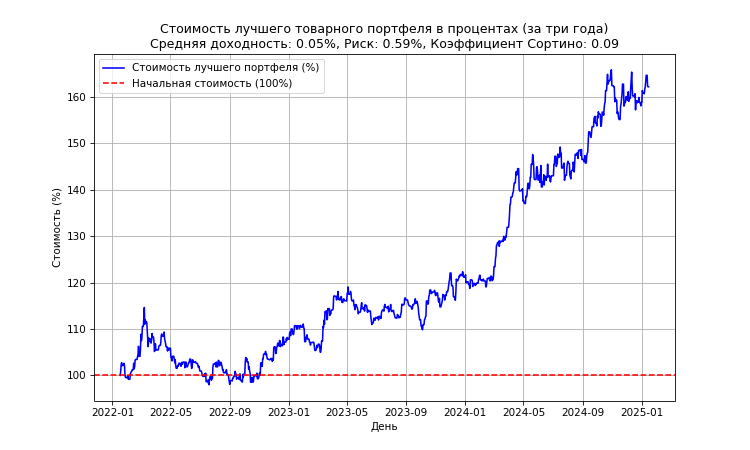 Стоимость лучшего товарного портфеля в процентах (за три года)
Средняя доходность: 0.05%, Риск: 0.59%, Коэффициент Сортино: 0.09
Стоимость лучшего портфеля (%)
Начальная стоимость (100%)
Стоимость (%)
160
150
140
130
120
110
100
2022-01 2022-05 2022-09 2023-01 2023-05 2023-09 2024-01 2024-05 2024-09 2025-01
День